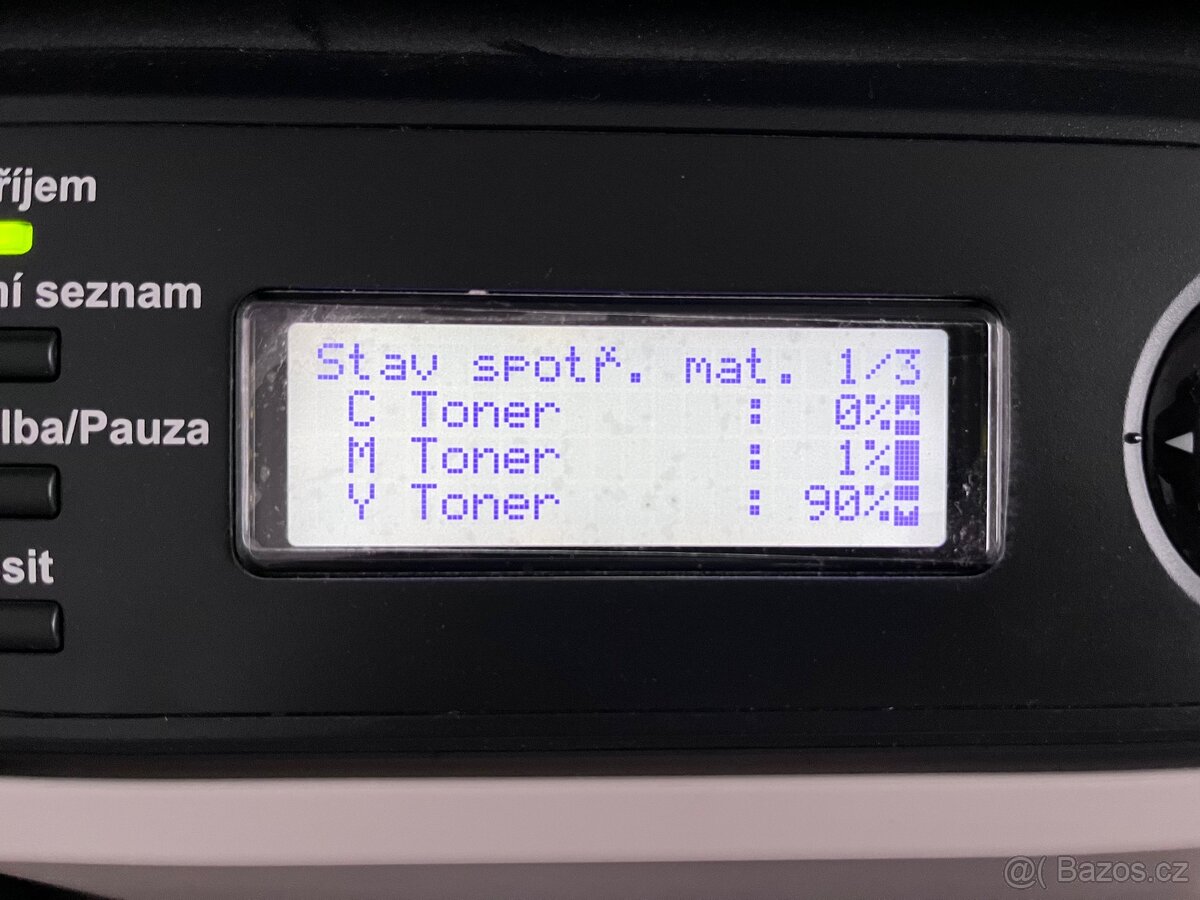 říjem
ní seznam
lba/Pauza
sit
Stav spotř. mat. 1/3
C Toner : 0%
M Toner : 1%
Y Toner : 90%
@( Bazos.cz